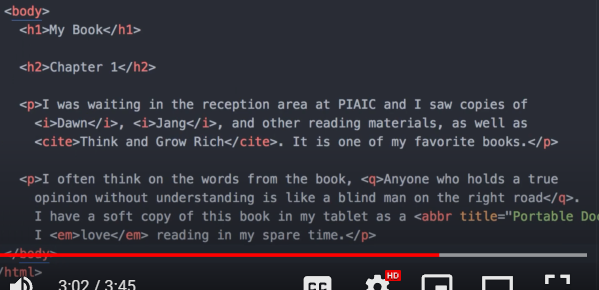 <body>
<h1>My Book</h1>
<h2>Chapter 1</h2>
<p>I was waiting in the reception area at PIAIC and I saw copies of
<i>Dawn</i>, <i>Jang</i>, and other reading materials, as well as
<cite>Think and Grow Rich</cite>. It is one of my favorite books.</p>
<p>I often think on the words from the book, <q>Anyone who holds a true
opinion without understanding is like a blind man on the right road</q>.
I have a soft copy of this book in my tablet as a <abbr title="Portable Doc
I <em>love</em> reading in my spare time.</p>
</body>
/html>
3:02 / 3:45
CC
HD